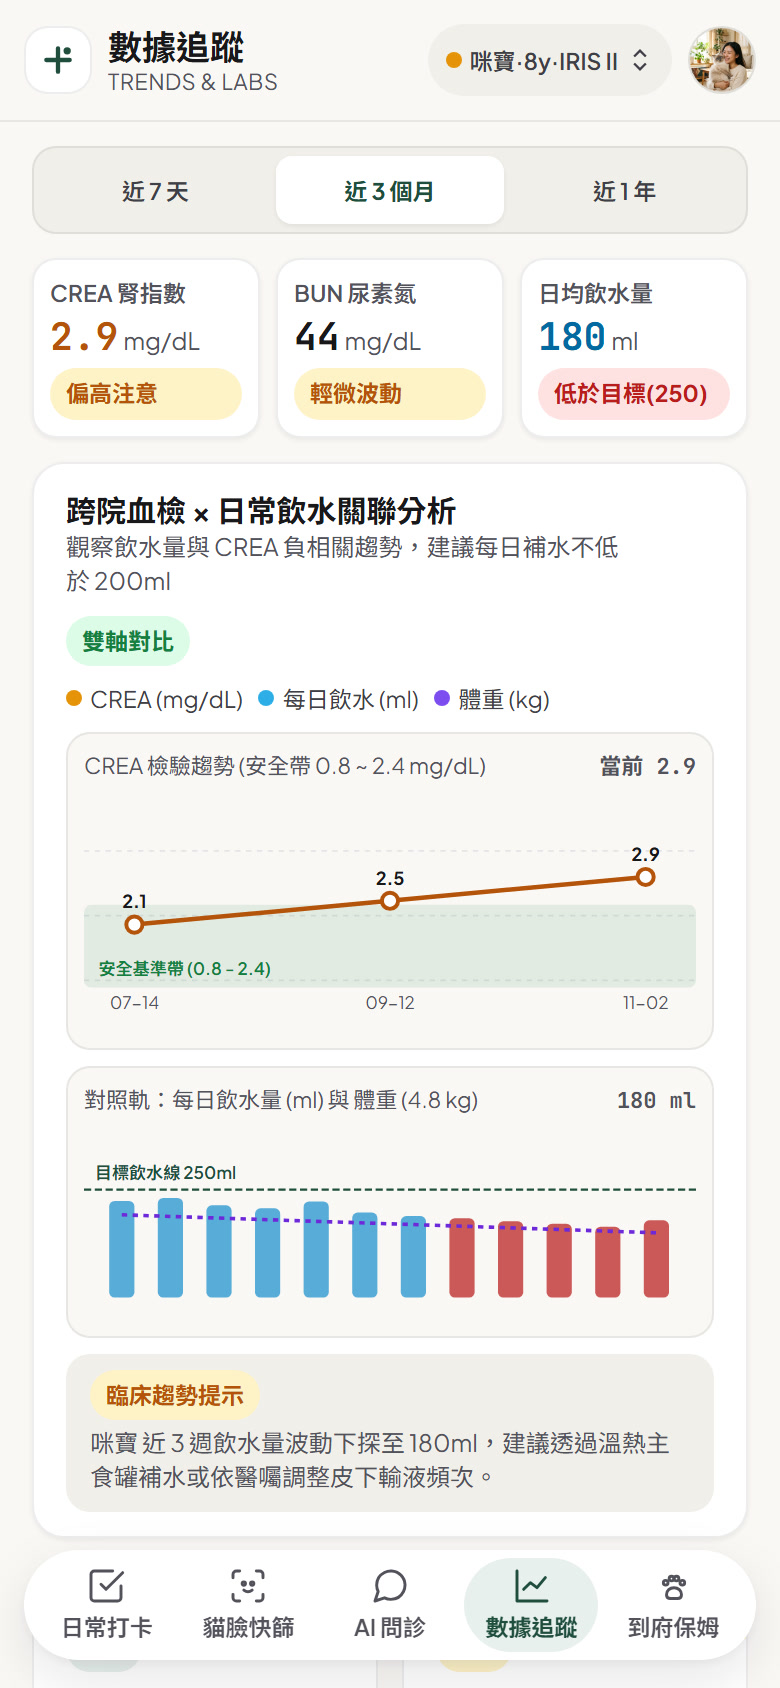 數據追蹤
TRENDS & LABS
咪寶·8y·IRIS II
近 7 天
近 3 個月
近 1 年
CREA 腎指數
2.9 mg/dL
偏高注意
BUN 尿素氮
44 mg/dL
輕微波動
日均飲水量
180 ml
低於目標(250)
跨院血檢 × 日常飲水關聯分析
觀察飲水量與 CREA 負相關趨勢，建議每日補水不低
於 200ml
雙軸對比
CREA (mg/dL)
每日飲水 (ml)
體重 (kg)
CREA 檢驗趨勢 (安全帶 0.8 ~ 2.4 mg/dL)
當前 2.9
2.1
2.5
2.9
安全基準帶 (0.8 - 2.4)
07-14
09-12
11-02
對照軌：每日飲水量 (ml) 與 體重 (4.8 kg)
180 ml
目標飲水線 250ml
臨床趨勢提示
咪寶 近 3 週飲水量波動下探至 180ml，建議透過溫熱主
食罐補水或依醫囑調整皮下輸液頻次。
日常打卡
貓臉快篩
AI 問診
數據追蹤
到府保姆